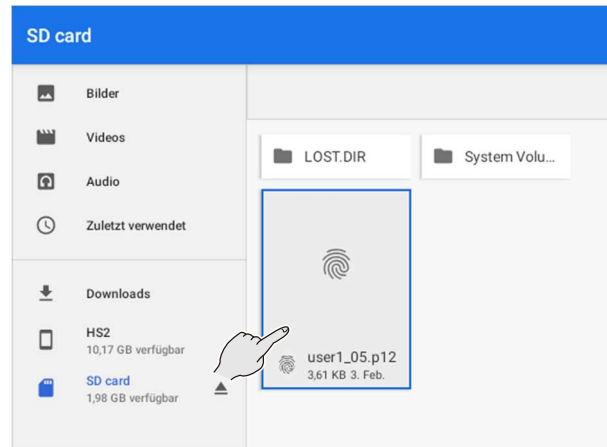 SD card
Bilder
Videos
Audio
Zuletzt verwendet
Downloads
HS2
10,17 GB verfügbar
SD card
1,98 GB verfügbar
LOST.DIR
System Volu...
user1_05.p12
3,61 KB 3. Feb.